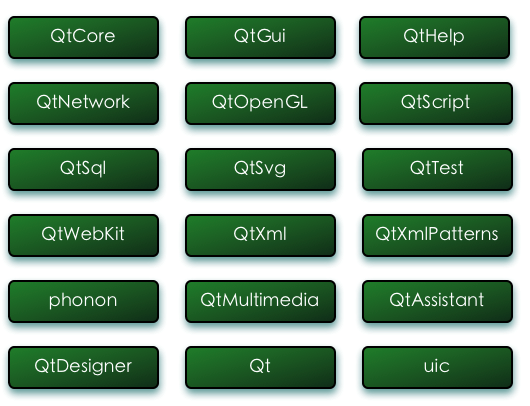 QtCore
QtGui
QtHelp
QtNetwork
QtOpenGL
QtScript
QtSql
QtSvg
QtTest
QtWebKit
QtXml
QtXmlPatterns
phonon
QtMultimedia
QtAssistant
QtDesigner
Qt
uic